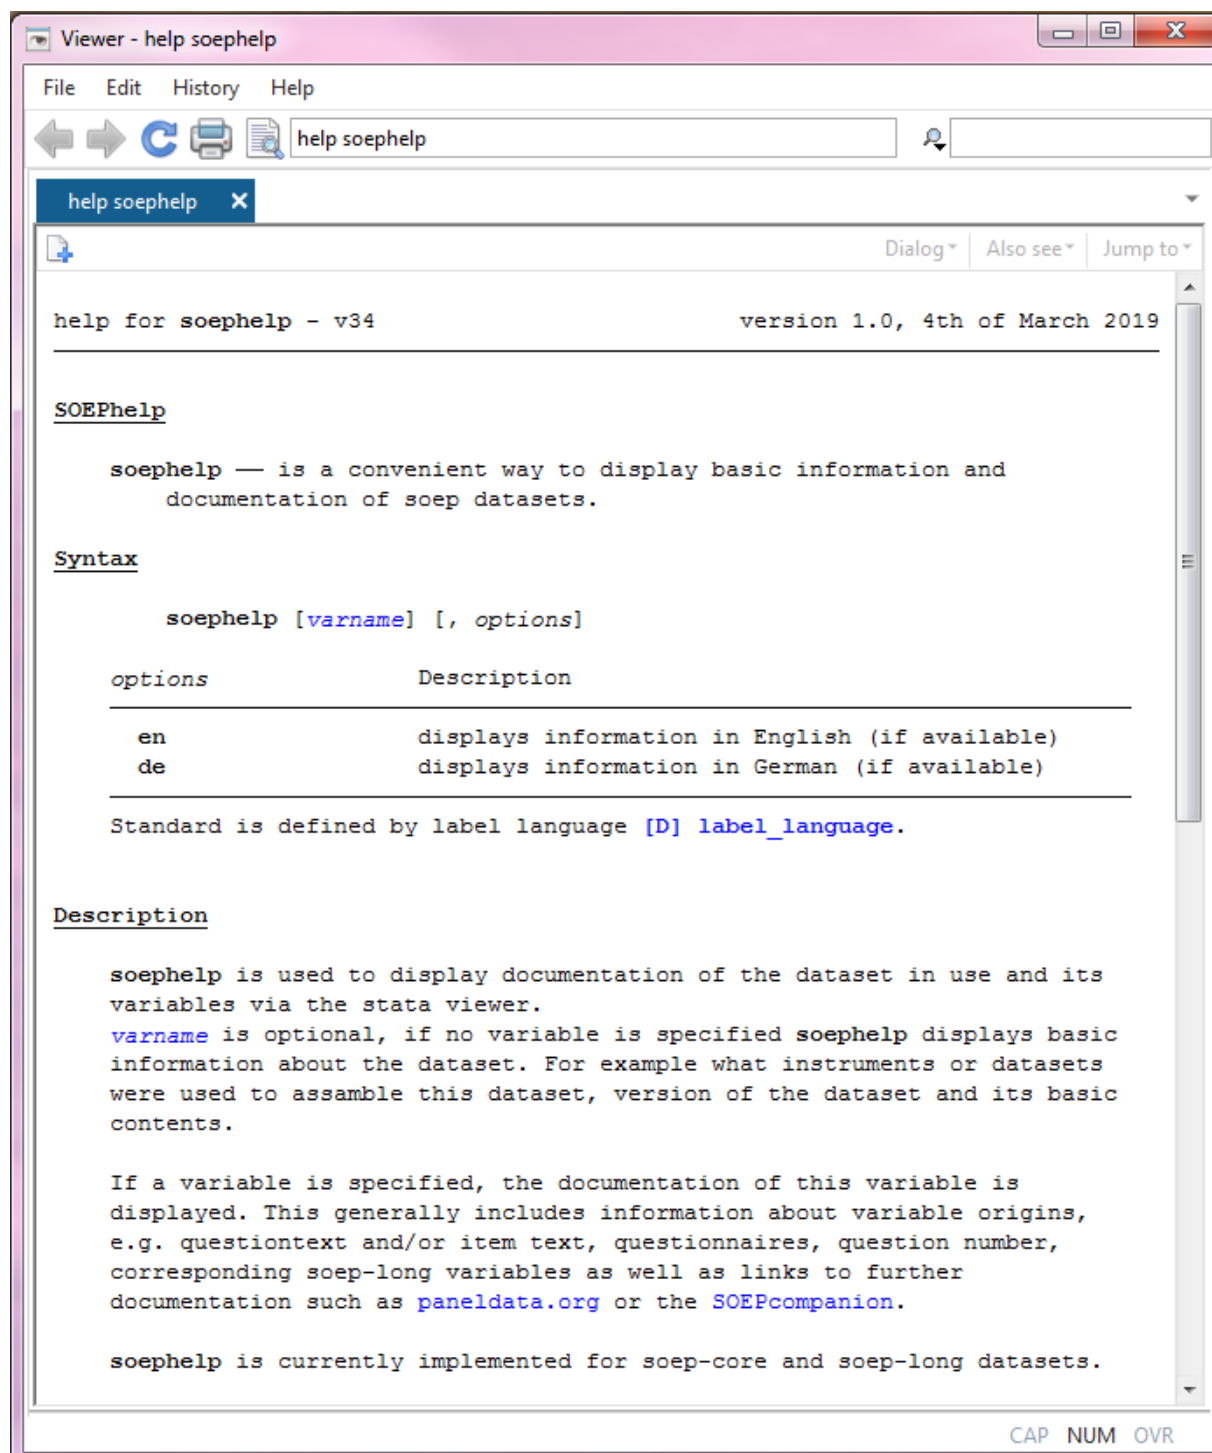 Viewer - help soephelp
File Edit History Help
help soephelp
help soephelp
Dialog Also see Jump to
help for soephelp - v34 version 1.0, 4th of March 2019
SOEPhelp
soephelp — is a convenient way to display basic information and
documentation of soep datasets.
Syntax
soephelp [varname] [, options]
options Description
en displays information in English (if available)
de displays information in German (if available)
Standard is defined by label language [D] label_language.
Description
soephelp is used to display documentation of the dataset in use and its
variables via the stata viewer.
varname is optional, if no variable is specified soephelp displays basic
information about the dataset. For example what instruments or datasets
were used to assamble this dataset, version of the dataset and its basic
contents.
If a variable is specified, the documentation of this variable is
displayed. This generally includes information about variable origins,
e.g. questiontext and/or item text, questionnaires, question number,
corresponding soep-long variables as well as links to further
documentation such as paneldata.org or the SOEPcompanion.
soephelp is currently implemented for soep-core and soep-long datasets.
CAP NUM OVR